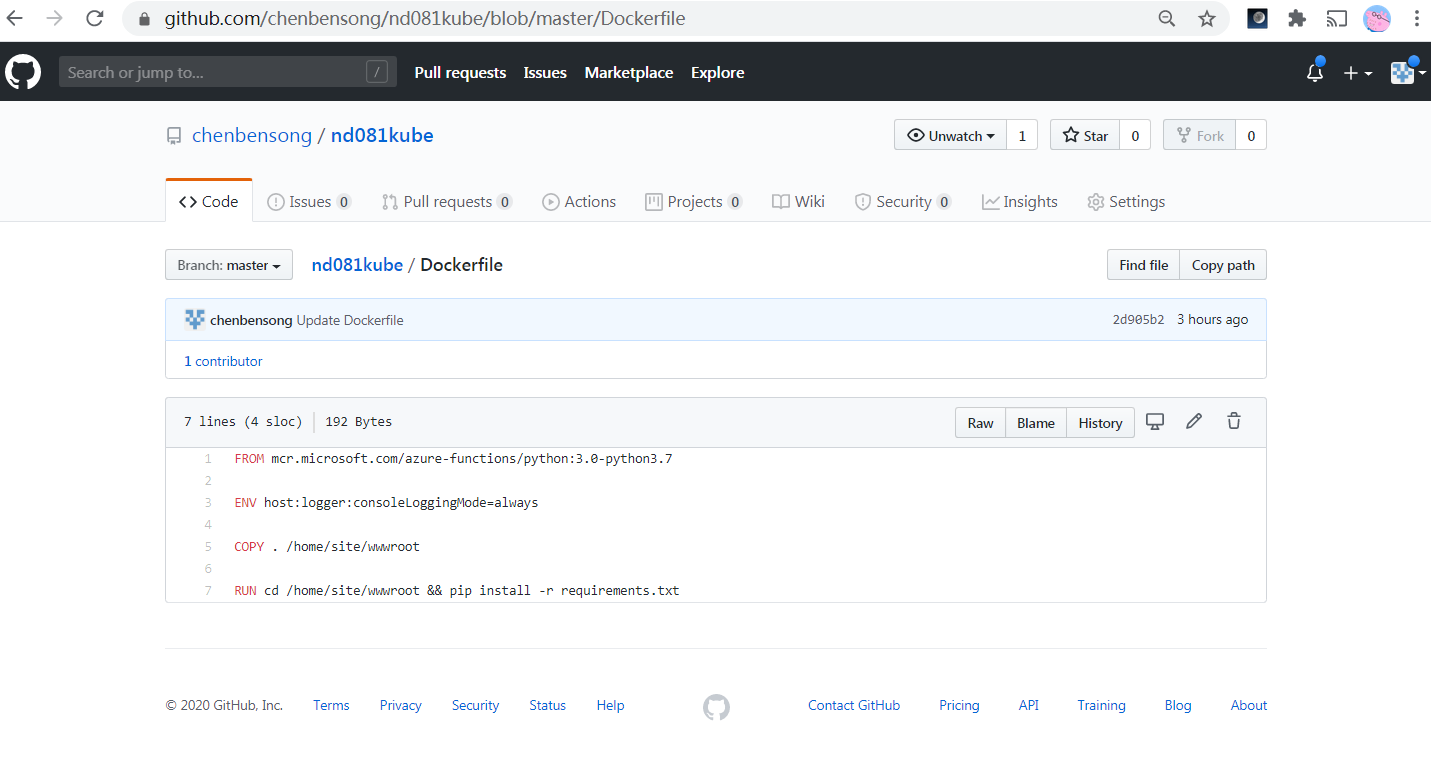 github.com/chenbensong/nd081kube/blob/master/Dockerfile
Search or jump to... / Pull requests Issues Marketplace Explore
chenbensong / nd081kube Unwatch 1 Star 0 Fork 0
Code Issues 0 Pull requests 0 Actions Projects 0 Wiki Security 0 Insights Settings
Branch: master nd081kube / Dockerfile Find file Copy path
chenbensong Update Dockerfile 2d905b2 3 hours ago
1 contributor
7 lines (4 sloc) 192 Bytes Raw Blame History
1 FROM mcr.microsoft.com/azure-functions/python:3.0-python3.7
2
3 ENV host:logger:consoleLoggingMode=always
4
5 COPY . /home/site/wwwroot
6
7 RUN cd /home/site/wwwroot && pip install -r requirements.txt
© 2020 GitHub, Inc. Terms Privacy Security Status Help Contact GitHub Pricing API Training Blog About